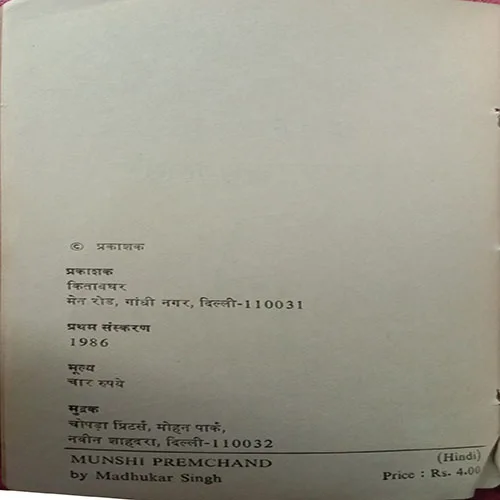 © प्रकाशक
प्रकाशक
किताबघर
मेन रोड, गांधी नगर, दिल्ली-110031
प्रथम संस्करण
1986
मूल्य
चार रुपये
मुद्रक
चोपड़ा प्रिंटर्स, मोहन पार्क,
नवीन शाहदरा, दिल्ली-110032
MUNSHI PREMCHAND (Hindi)
by Madhukar Singh Price : Rs. 4.00